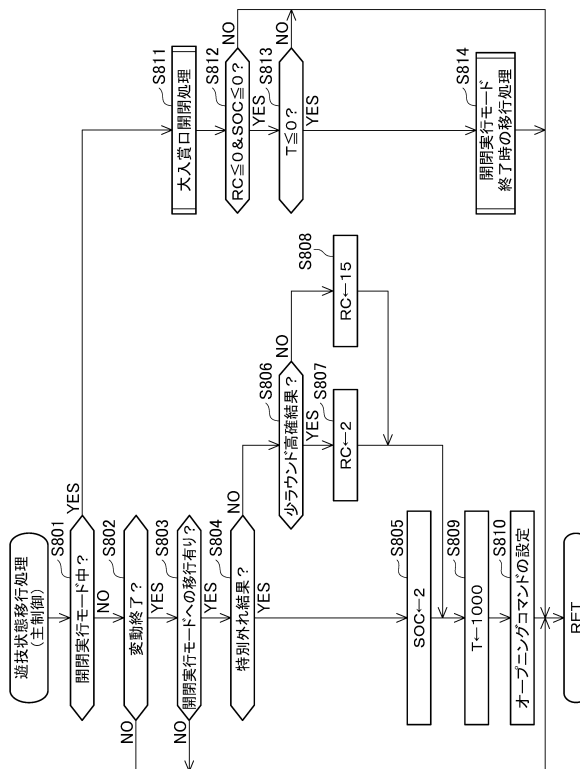 遊技状態移行処理
(主制御)
S801
開閉実行モード中?
YES
NO
S802
変動終了?
NO
YES
S803
開閉実行モードへの移行有り?
NO
YES
S804
特別外れ結果?
NO
YES
S806
少ラウンド高確結果?
NO
YES
S807
RC←2
S808
RC←15
S805
SOC←2
S809
T←1000
S810
オープニングコマンドの設定
S811
大入賞口開閉処理
S812
RC≦0&SOC≦0?
NO
YES
S813
T≦0?
NO
YES
S814
開閉実行モード
終了時の移行処理
RET